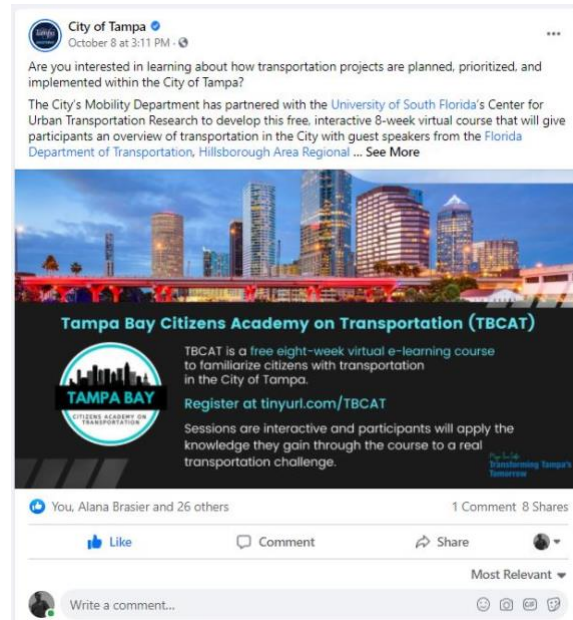 City of Tampa
October 8 at 3:11 PM ·
Are you interested in learning about how transportation projects are planned, prioritized, and
implemented within the City of Tampa?
The City's Mobility Department has partnered with the University of South Florida's Center for
Urban Transportation Research to develop this free, interactive 8-week virtual course that will give
participants an overview of transportation in the City with guest speakers from the Florida
Department of Transportation, Hillsborough Area Regional ... See More
Tampa Bay Citizens Academy on Transportation (TBCAT)
TAMPA BAY
CITIZENS ACADEMY ON
TRANSPORTATION
TBCAT is a free eight-week virtual e-learning course
to familiarize citizens with transportation
in the City of Tampa.
Register at tinyurl.com/TBCAT
Sessions are interactive and participants will apply the
knowledge they gain through the course to a real
transportation challenge.
Transforming Tampa's
Tomorrow
You, Alana Brasier and 26 others
1 Comment 8 Shares
Like
Comment
Share
Most Relevant
Write a comment...
GIF